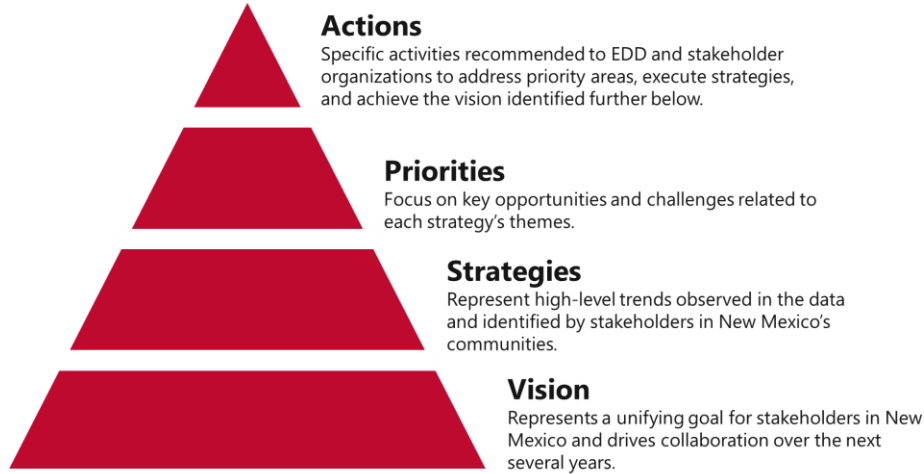 Actions
Specific activities recommended to EDD and stakeholder
organizations to address priority areas, execute strategies,
and achieve the vision identified further below.
Priorities
Focus on key opportunities and challenges related to
each strategy’s themes.
Strategies
Represent high-level trends observed in the data
and identified by stakeholders in New Mexico’s
communities.
Vision
Represents a unifying goal for stakeholders in New
Mexico and drives collaboration over the next
several years.